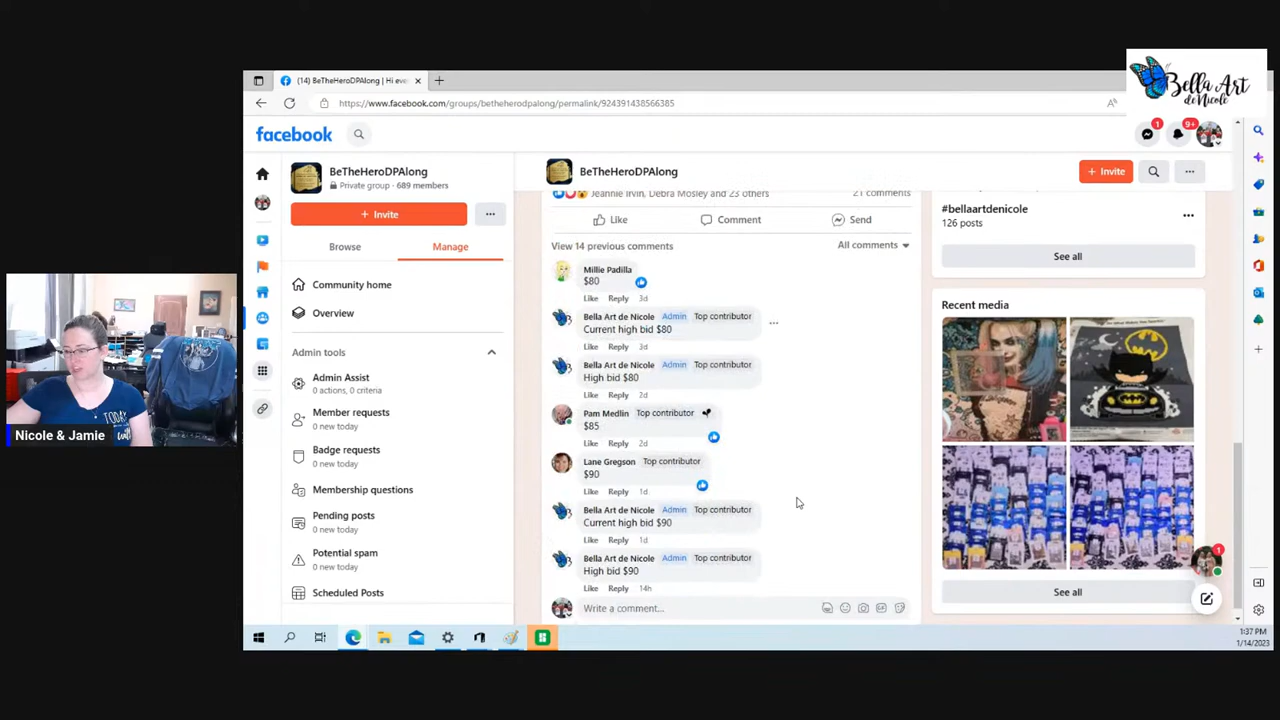 Bella Art
de Nicole
(14) BeTheHeroDPAlong | Hi eve
https://www.facebook.com/groups/betheherodpalong/permalink/924391438566385
facebook
1
9+
BeTheHeroDPAlong
Private group · 689 members
+ Invite
Browse
Manage
Community home
Overview
Admin tools
Admin Assist
0 actions, 0 criteria
Member requests
0 new today
Badge requests
0 new today
Membership questions
Pending posts
0 new today
Potential spam
0 new today
Scheduled Posts
BeTheHeroDPAlong
+ Invite
Jeannie Irvin, Debra Mosley and 23 others
21 comments
Like
Comment
Send
View 14 previous comments
All comments
Millie Padilla
$80
Like Reply 3d
Bella Art de Nicole Admin Top contributor
Current high bid $80
Like Reply 3d
Bella Art de Nicole Admin Top contributor
High bid $80
Like Reply 2d
Pam Medlin Top contributor
$85
Like Reply 2d
Lane Gregson Top contributor
$90
Like Reply 1d
Bella Art de Nicole Admin Top contributor
Current high bid $90
Like Reply 1d
Bella Art de Nicole Admin Top contributor
High bid $90
Like Reply 14h
Write a comment...
#bellaartdenicole
126 posts
See all
Recent media
See all
1
1:37 PM
1/14/2023
TODAY
Nicole & Jamie